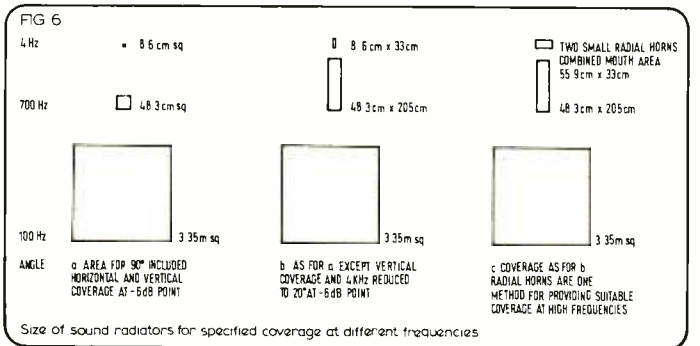 FIG 6
4 Hz
8 6 cm sq
8 6cm x 33cm
TWO SMALL RADIAL HORNS
COMBINED MOUTH AREA
55 9cm x 33cm
700 Hz
48 3cm sq
48 3cm x 205cm
48 3cm x 205cm
100 Hz
3 35m sq
3 35m sq
3 35m sq
ANGLE
a AREA FOR 90° INCLUDED
HORIZONTAL AND VERTICAL
COVERAGE AT -6dB POINT
b AS FOR a EXCEPT VERTICAL
COVERAGE AND 4KHz REDUCED
TO 20° AT -6dB POINT
c COVERAGE AS FOR b
RADIAL HORNS ARE ONE
METHOD FOR PROVIDING SUITABLE
COVERAGE AT HIGH FREQUENCIES
Size of sound radiators for specified coverage at different frequencies